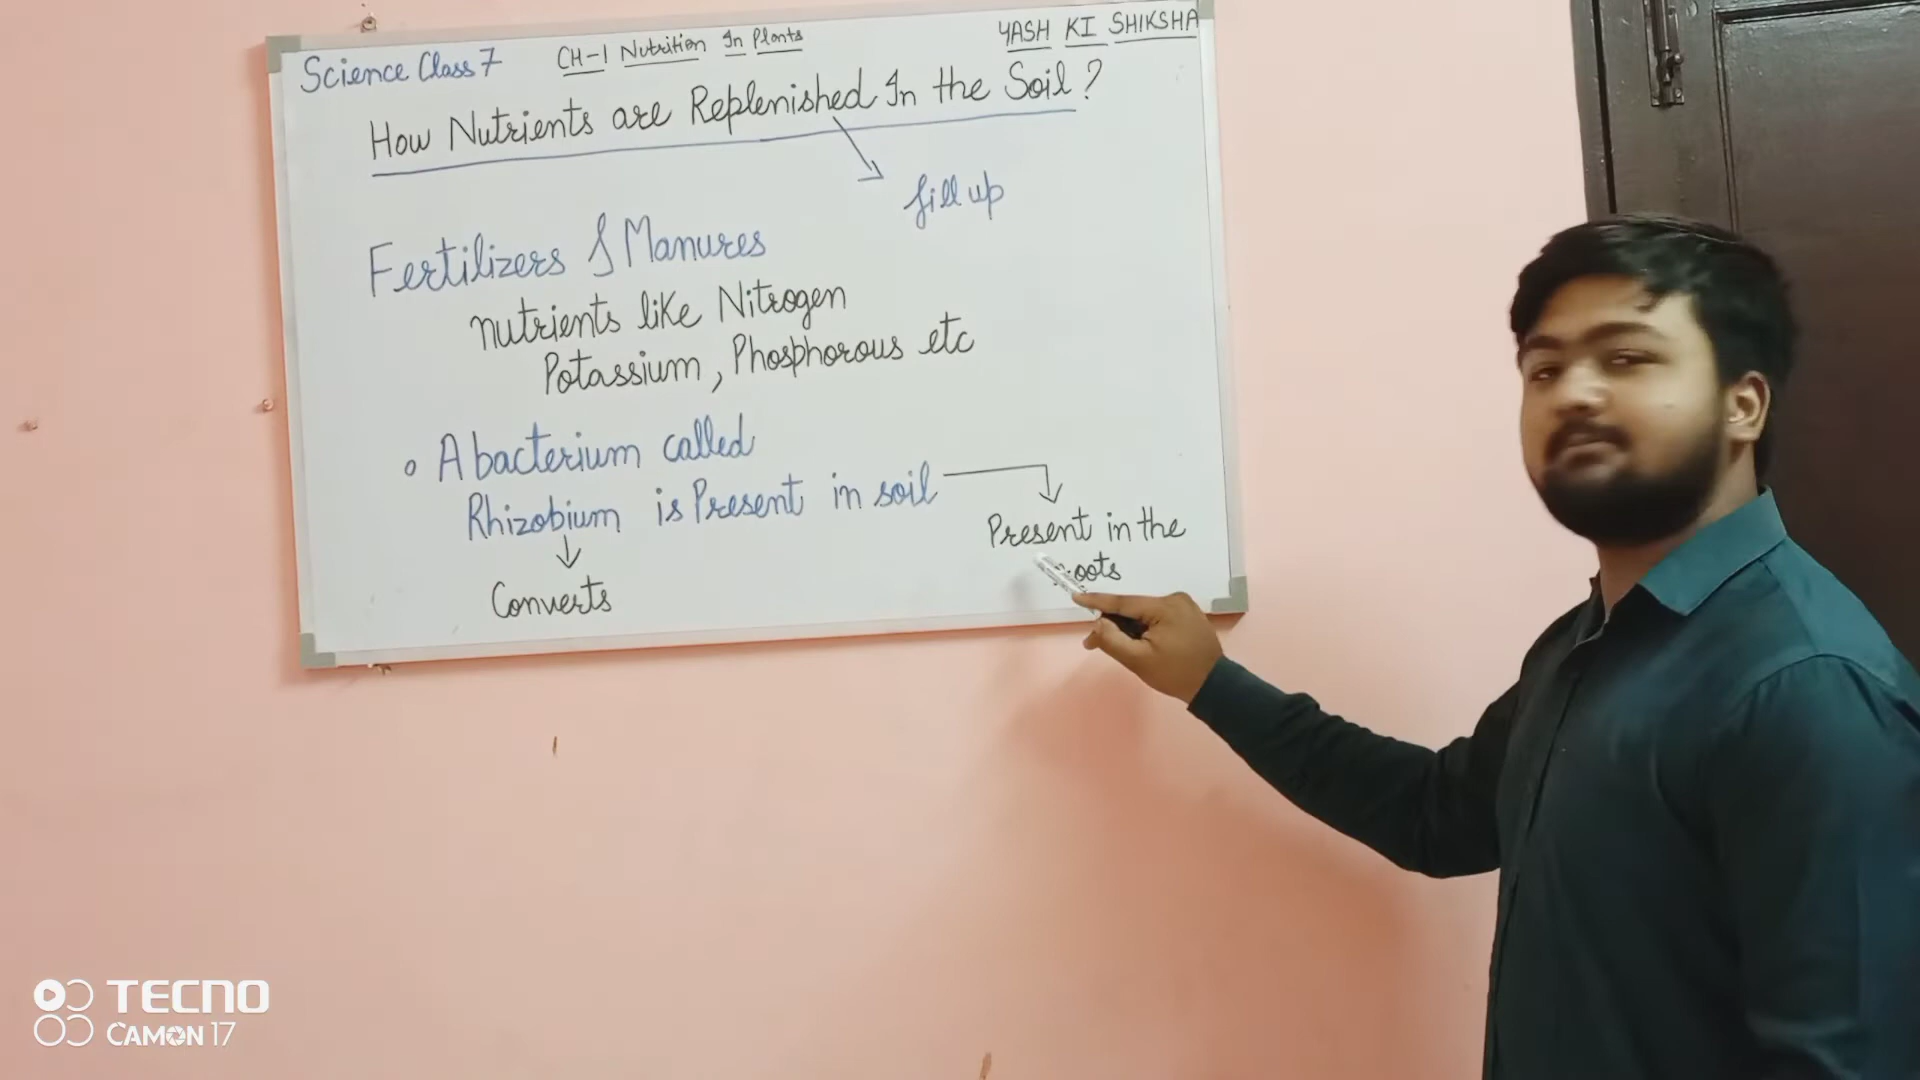 Science Class 7
CH-1 Nutrition In Plants
YASH KI SHIKSHA
How Nutrients are Replenished In the Soil?
fill up
Fertilizers & Manures
nutrients like Nitrogen
Potassium, Phosphorous etc
A bacterium called
Rhizobium is Present in soil
Present in the
Converts
TECNO
CAMON 17